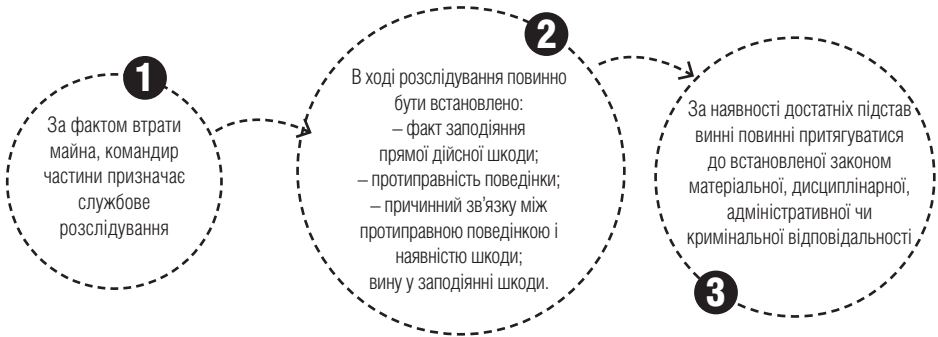 1
За фактом втрати
майна, командир
частини призначає
службове
розслідування
2
В ході розслідування повинно
бути встановлено:
– факт заподіяння
прямої дійсної шкоди;
– протиправність поведінки;
– причинний зв'язку між
протиправною поведінкою і
наявністю шкоди;
вину у заподіянні шкоди.
За наявності достатніх підстав
винні повинні притягуватися
до встановленої законом
матеріальної, дисциплінарної,
адміністративної чи
кримінальної відповідальності
3